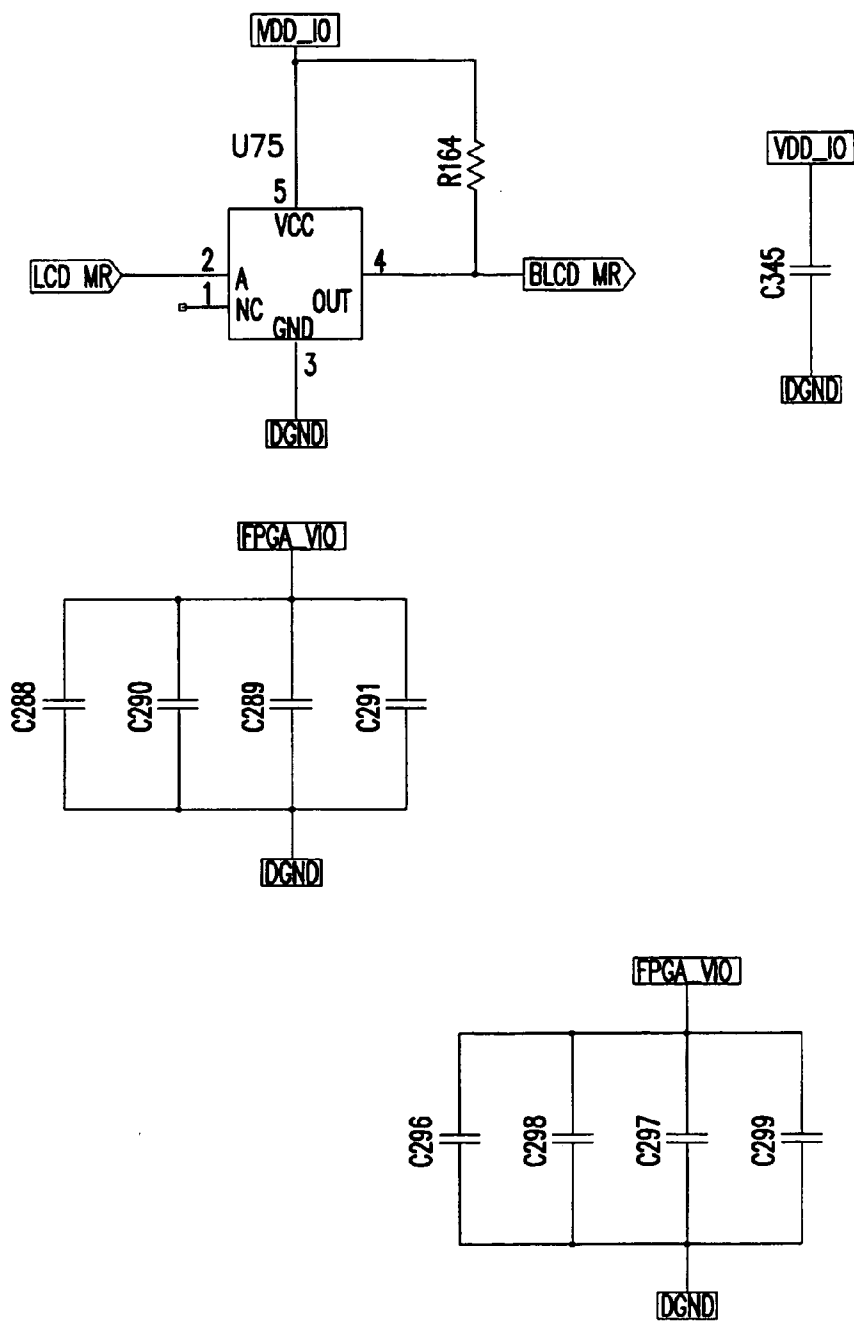 VDD_IO
U75
R164
5
VCC
LCD MR
2
A
1
NC
OUT
4
BLCD MR
GND
3
DGND
VDD_IO
C345
DGND
FPGA_VIO
C288
C290
C289
C291
DGND
FPGA_VIO
C296
C298
C297
C299
DGND